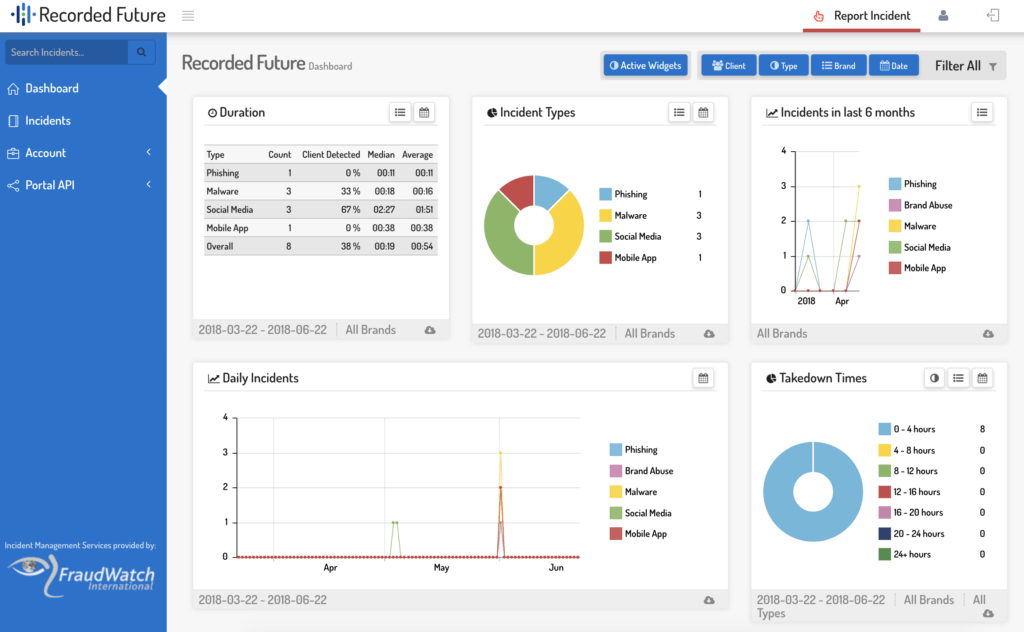 Recorded Future
Report Incident
Search Incidents...
Dashboard
Incidents
Account
Portal API
Incident Management Services provided by:
FraudWatch
International
Recorded Future Dashboard
Active Widgets
Client
Type
Brand
Date
Filter All
Duration
Type Count Client Detected Median Average
Phishing 1 0 % 00:11 00:11
Malware 3 33 % 00:18 00:16
Social Media 3 67 % 02:27 01:51
Mobile App 1 0 % 00:38 00:38
Overall 8 38 % 00:19 00:54
2018-03-22 - 2018-06-22 All Brands
Incident Types
Phishing 1
Malware 3
Social Media 3
Mobile App 1
2018-03-22 - 2018-06-22 All Brands
Incidents in last 6 months
4
3
2
1
0
2018 Apr
Phishing
Brand Abuse
Malware
Social Media
Mobile App
All Brands
Daily Incidents
4
3
2
1
0
Apr May Jun
Phishing
Brand Abuse
Malware
Social Media
Mobile App
2018-03-22 - 2018-06-22
Takedown Times
0 - 4 hours 8
4 - 8 hours 0
8 - 12 hours 0
12 - 16 hours 0
16 - 20 hours 0
20 - 24 hours 0
24+ hours 0
2018-03-22 - 2018-06-22 All Brands All
Types